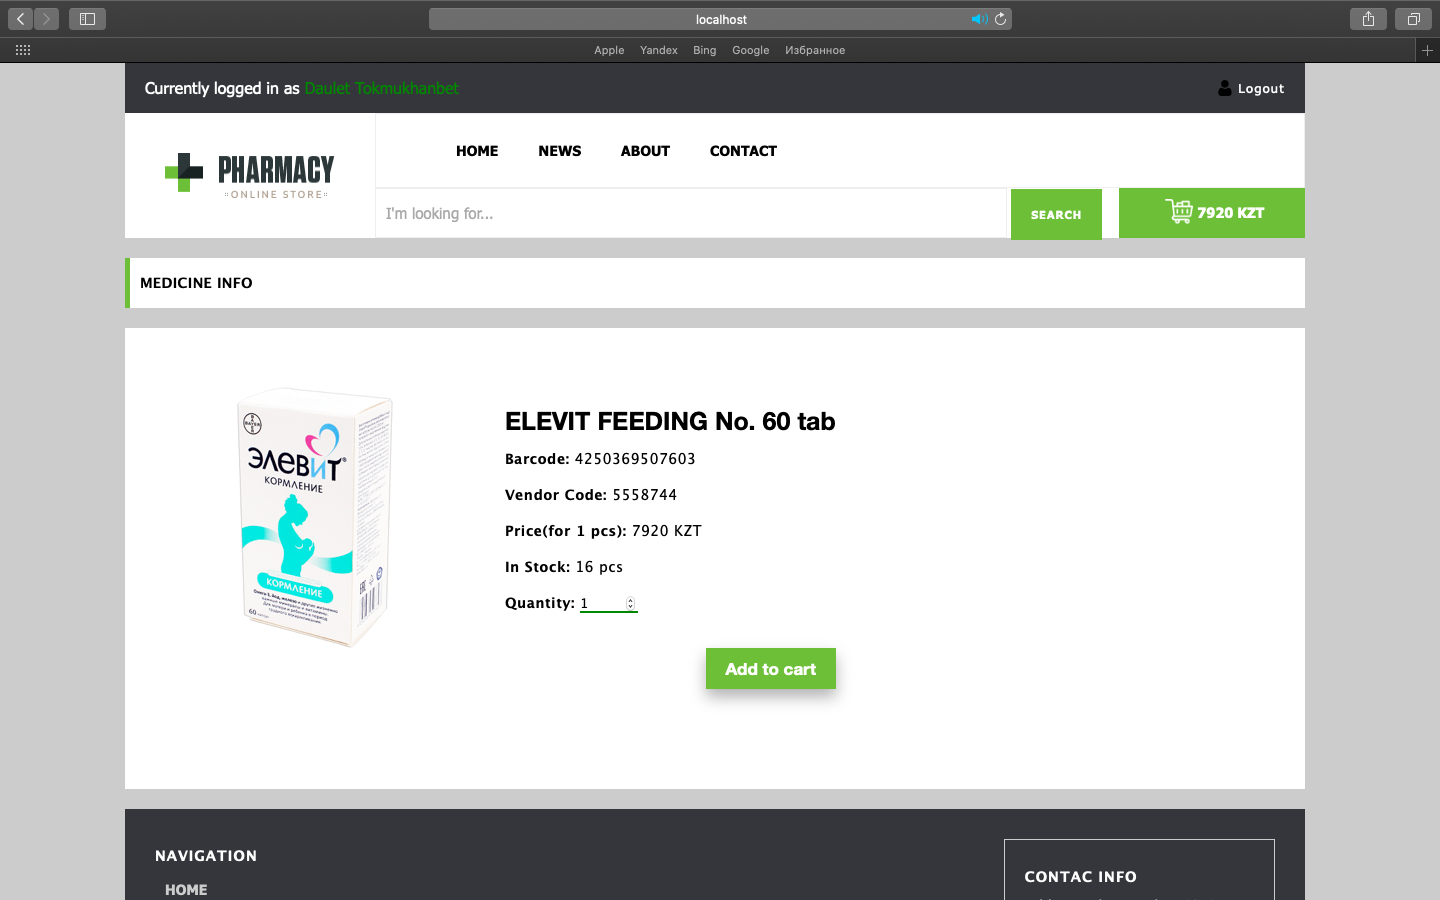 localhost
Apple Yandex Bing Google Избранное
Currently logged in as Daulet Tokmukhanbet
Logout
PHARMACY
ONLINE STORE
HOME NEWS ABOUT CONTACT
I'm looking for...
SEARCH
7920 KZT
MEDICINE INFO
BAYER
ЭЛЕВИТ®
КОРМЛЕНИЕ
КОРМЛЕНИЕ
60
ELEVIT FEEDING No. 60 tab
Barcode: 4250369507603
Vendor Code: 5558744
Price(for 1 pcs): 7920 KZT
In Stock: 16 pcs
Quantity: 1
Add to cart
NAVIGATION
HOME
CONTAC INFO